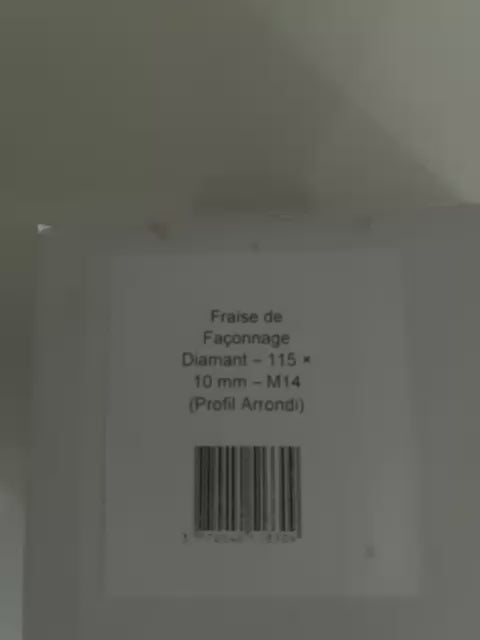 Fraise de
Façonnage
Diamant – 115 ×
10 mm – M14
(Profil Arrondi)